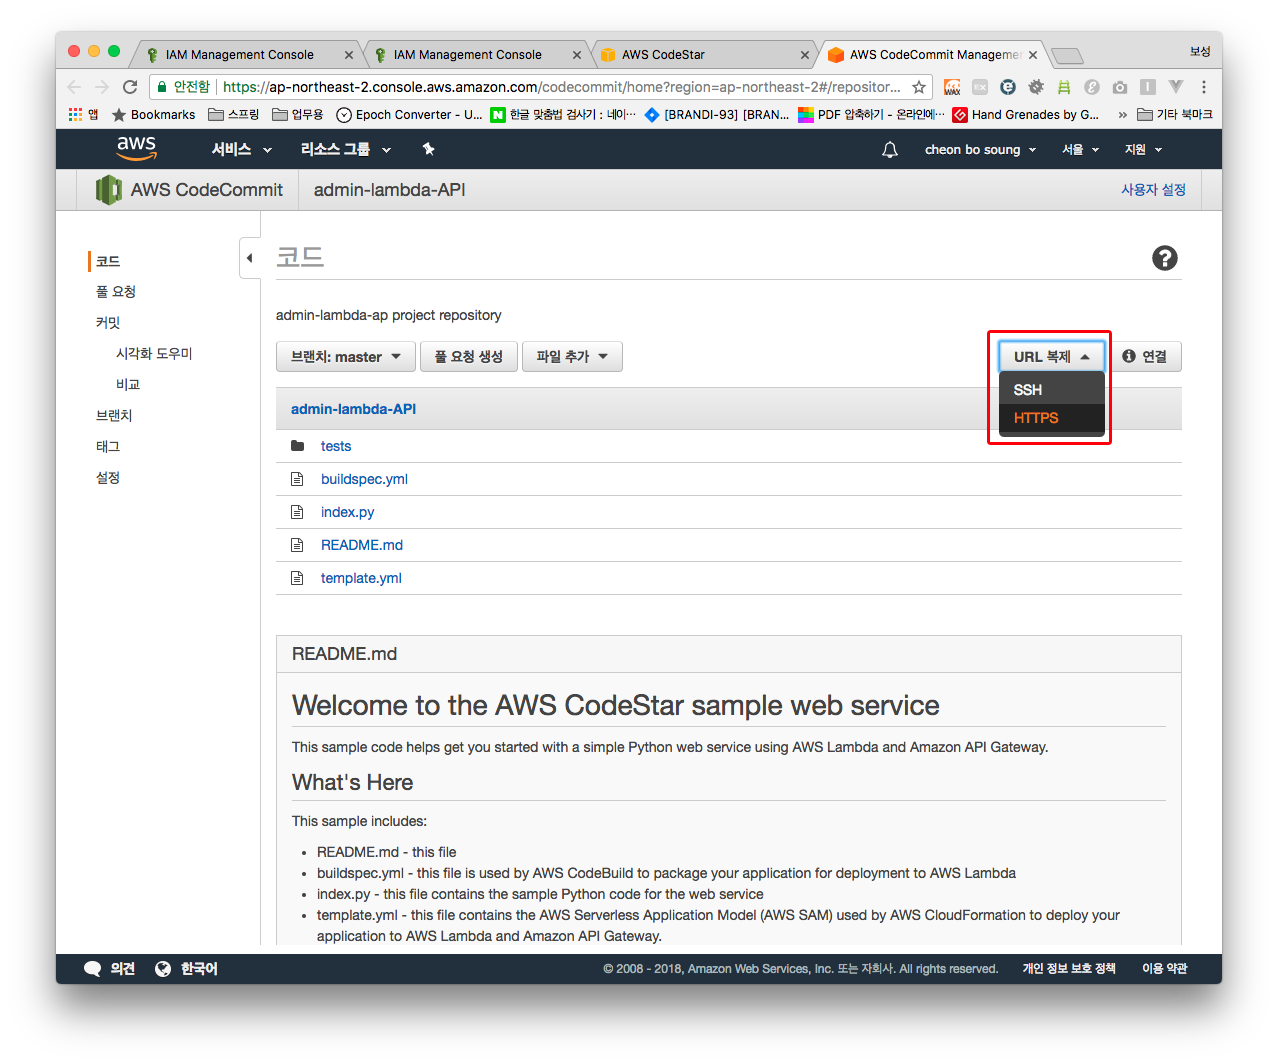 IAM Management Console
IAM Management Console
AWS CodeStar
AWS CodeCommit Manageme
보성
안전함
https://ap-northeast-2.console.aws.amazon.com/codecommit/home?region=ap-northeast-2#/repositor...
앱
Bookmarks
스프링
업무용
Epoch Converter - U...
한글 맞춤법 검사기 : 네이...
[BRANDI-93] [BRAN...
PDF 압축하기 - 온라인에...
Hand Grenades by G...
»
기타 북마크
aws
서비스
리소스 그룹
cheon bo soung
서울
지원
AWS CodeCommit
admin-lambda-API
사용자 설정
코드
풀 요청
커밋
시각화 도우미
비교
브랜치
태그
설정
코드
admin-lambda-ap project repository
브랜치: master
풀 요청 생성
파일 추가
URL 복제
연결
SSH
HTTPS
admin-lambda-API
tests
buildspec.yml
index.py
README.md
template.yml
README.md
Welcome to the AWS CodeStar sample web service
This sample code helps get you started with a simple Python web service using AWS Lambda and Amazon API Gateway.
What's Here
This sample includes:
• README.md - this file
• buildspec.yml - this file is used by AWS CodeBuild to package your application for deployment to AWS Lambda
• index.py - this file contains the sample Python code for the web service
• template.yml - this file contains the AWS Serverless Application Model (AWS SAM) used by AWS CloudFormation to deploy your
application to AWS Lambda and Amazon API Gateway.
의견
한국어
© 2008 - 2018, Amazon Web Services, Inc. 또는 자회사. All rights reserved.
개인 정보 보호 정책
이용 약관